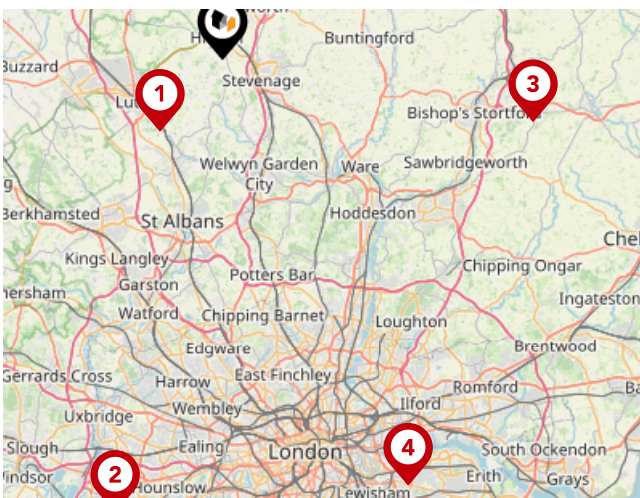 Buntingford
Buzzard
Stevenage
1
3
Bishop's Stortford
Welwyn Garden
City
Ware
Sawbridgeworth
Berkhamsted
St Albans
Hoddesdon
Kings Langley
Potters Bar
Chipping Ongar
Garston
Watford
Chipping Barnet
Loughton
Ingateston
Edgware
Brentwood
Gerrards Cross
Harrow
East Finchley
Romford
Wembley
Ilford
Uxbridge
Slough
Ealing
London
4
South Ockendon
2
Hounslow
Lewisham
Erith
Grays